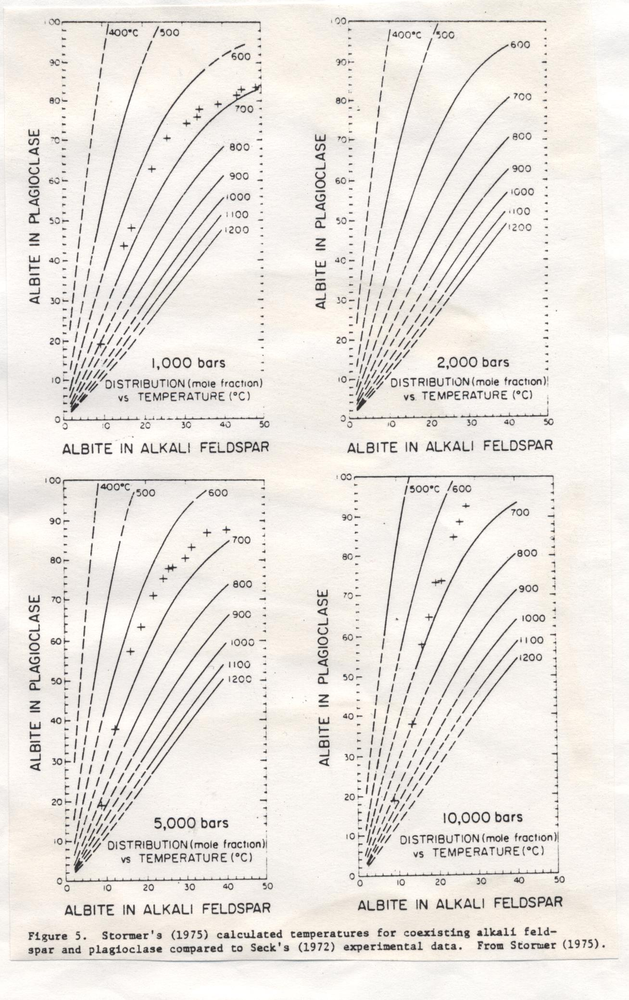 100
400°C
500
90
600
80
700
70
800
60
900
50
1000
1100
1200
40
30
20
10
0
ALBITE IN PLAGIOCLASE
1,000 bars
DISTRIBUTION (mole fraction)
vs TEMPERATURE (°C)
0 10 20 30 40 50
ALBITE IN ALKALI FELDSPAR
100
400°C
500
600
90
80
700
70
800
60
900
50
1000
1100
1200
40
30
20
10
0
ALBITE IN PLAGIOCLASE
2,000 bars
DISTRIBUTION (mole fraction)
vs. TEMPERATURE (°C)
0 10 20 30 40 50
ALBITE IN ALKALI FELDSPAR
100
400°C
500
600
90
80
700
70
800
60
900
50
1000
1100
1200
40
30
20
10
0
ALBITE IN PLAGIOCLASE
5,000 bars
DISTRIBUTION (mole fraction)
vs TEMPERATURE (°C)
0 10 20 30 40 50
ALBITE IN ALKALI FELDSPAR
100
500°C
600
90
700
80
800
70
900
60
1000
1100
1200
50
40
30
20
10
0
ALBITE IN PLAGIOCLASE
10,000 bars
DISTRIBUTION (mole fraction)
vs TEMPERATURE (°C)
0 10 20 30 40 50
ALBITE IN ALKALI FELDSPAR
Figure 5. Stormer's (1975) calculated temperatures for coexisting alkali feld-
spar and plagioclase compared to Seck's (1972) experimental data. From Stormer (1975).